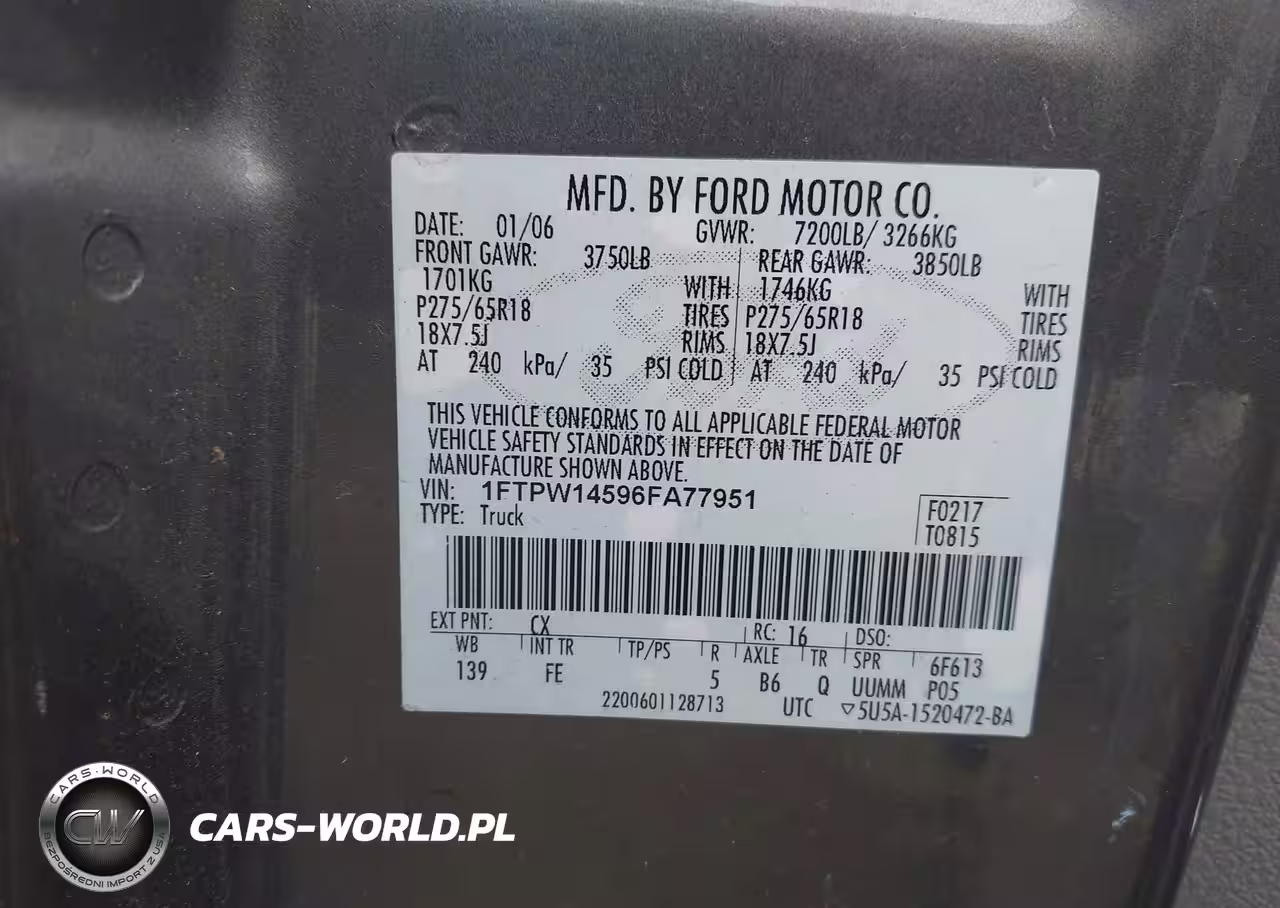 MFD. BY FORD MOTOR CO.
DATE: 01/06 GVWR: 7200LB/ 3266KG
FRONT GAWR: 3750LB REAR GAWR: 3850LB
1701KG WITH 1746KG WITH
P275/65R18 TIRES P275/65R18 TIRES
18X7.5J RIMS 18X7.5J RIMS
AT 240 kPa/ 35 PSI COLD AT 240 kPa/ 35 PSI COLD
THIS VEHICLE CONFORMS TO ALL APPLICABLE FEDERAL MOTOR
VEHICLE SAFETY STANDARDS IN EFFECT ON THE DATE OF
MANUFACTURE SHOWN ABOVE.
VIN: 1FTPW14596FA77951
TYPE: Truck
F0217
T0815
EXT PNT: CX RC: 16 DSO:
WB INT TR TP/PS R AXLE TR SPR 6F613
139 FE 5 B6 Q UUMM P05
2200601128713 UTC ▽5U5A-1520472-BA
CARS-WORLD
CW
BEZPOŚREDNI IMPORT Z USA
CARS-WORLD.PL